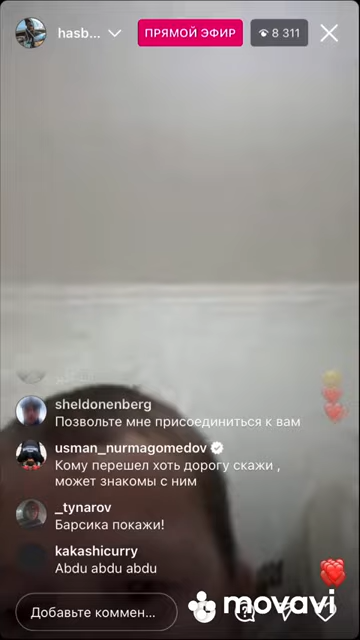 hasb...
ПРЯМОЙ ЭФИР
8 311
sheldonenberg
Позвольте мне присоединиться к вам
usman_nurmagomedov
Кому перешел хоть дорогу скажи ,
может знакомы с ним
_tynarov
Барсика покажи!
kakashicurry
Abdu abdu abdu
Добавьте коммен...
movavi